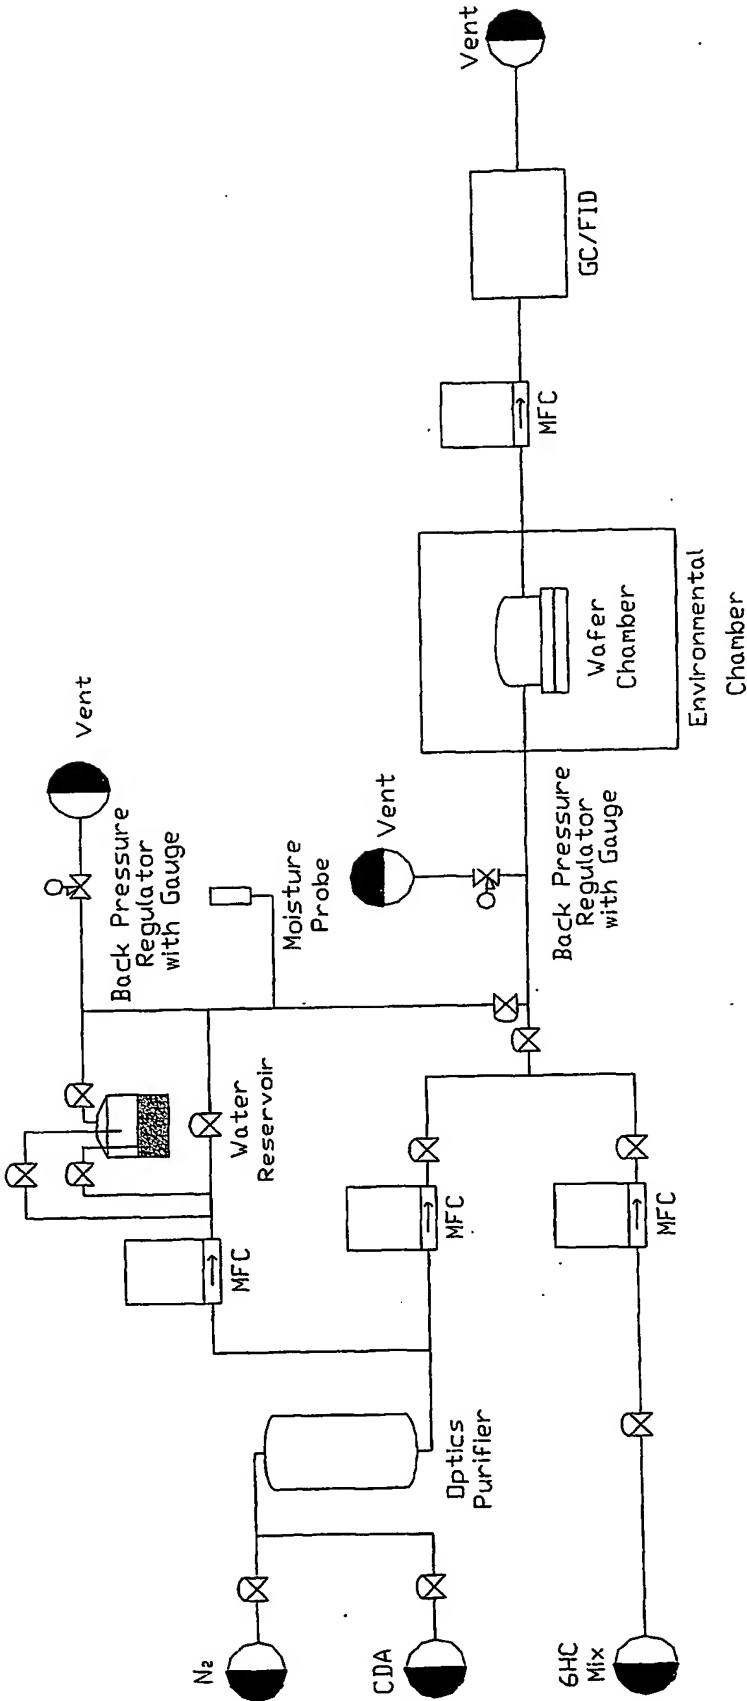 N₂
CDA
6HC
Mix
Optics
Purifier
MFC
MFC
MFC
Water
Reservoir
Back Pressure
Regulator
with Gauge
Vent
Moisture
Probe
Vent
Back Pressure
Regulator
with Gauge
Wafer
Chamber
Environmental
Chamber
MFC
GC/FID
Vent